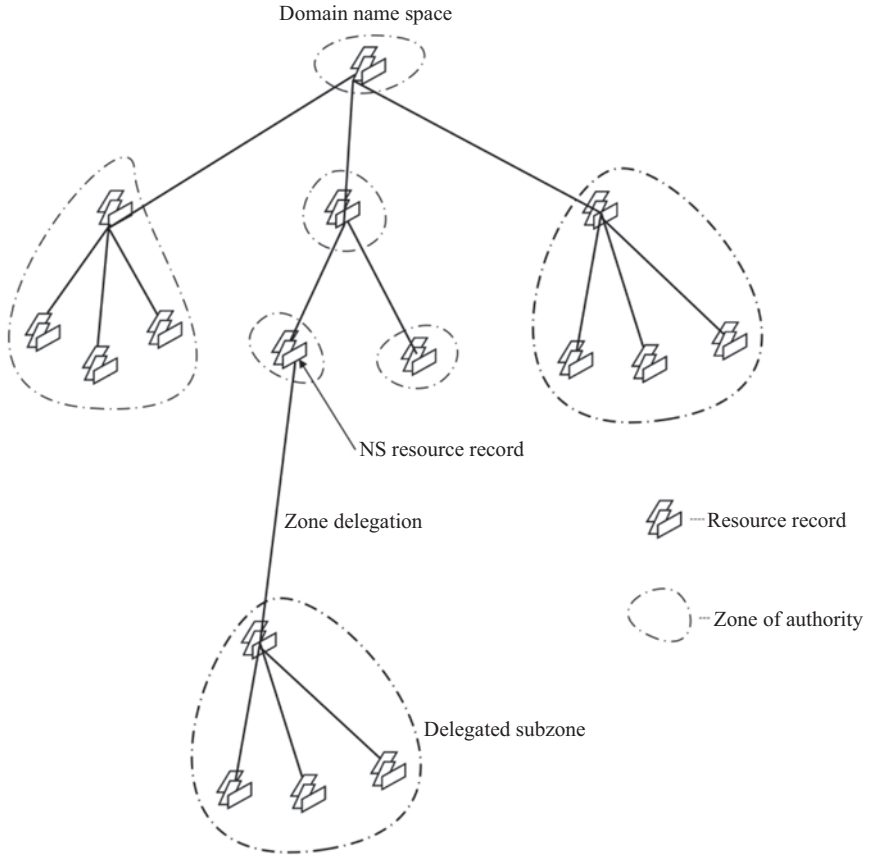 Domain name space
NS resource record
Zone delegation
Resource record
Zone of authority
Delegated subzone